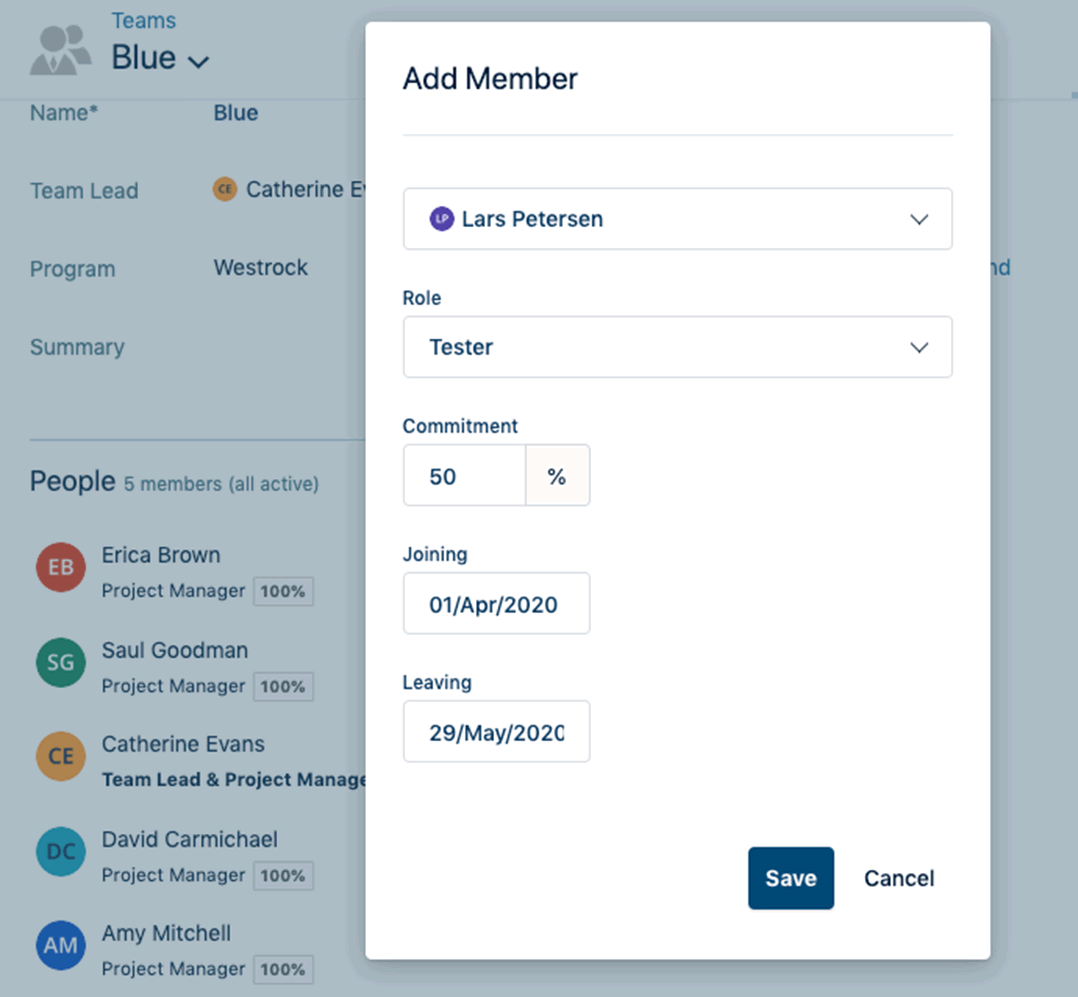 Teams
Blue
Name* Blue
Team Lead CE Catherine
Program Westrock
Summary
People 5 members (all active)
EB Erica Brown
Project Manager 100%
SG Saul Goodman
Project Manager 100%
CE Catherine Evans
Team Lead & Project Manage
DC David Carmichael
Project Manager 100%
AM Amy Mitchell
Project Manager 100%
Add Member
LP Lars Petersen
Role
Tester
Commitment
50 %
Joining
01/Apr/2020
Leaving
29/May/2020
Save Cancel